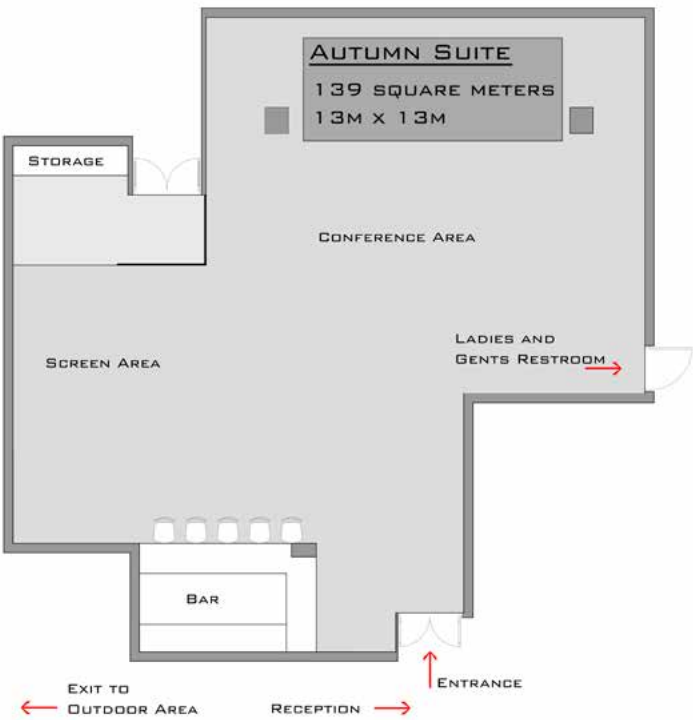 AUTUMN SUITE
139 SQUARE METERS
13M X 13M
STORAGE
CONFERENCE AREA
LADIES AND
GENTS RESTROOM
SCREEN AREA
BAR
ENTRANCE
EXIT TO
OUTDOOR AREA
RECEPTION